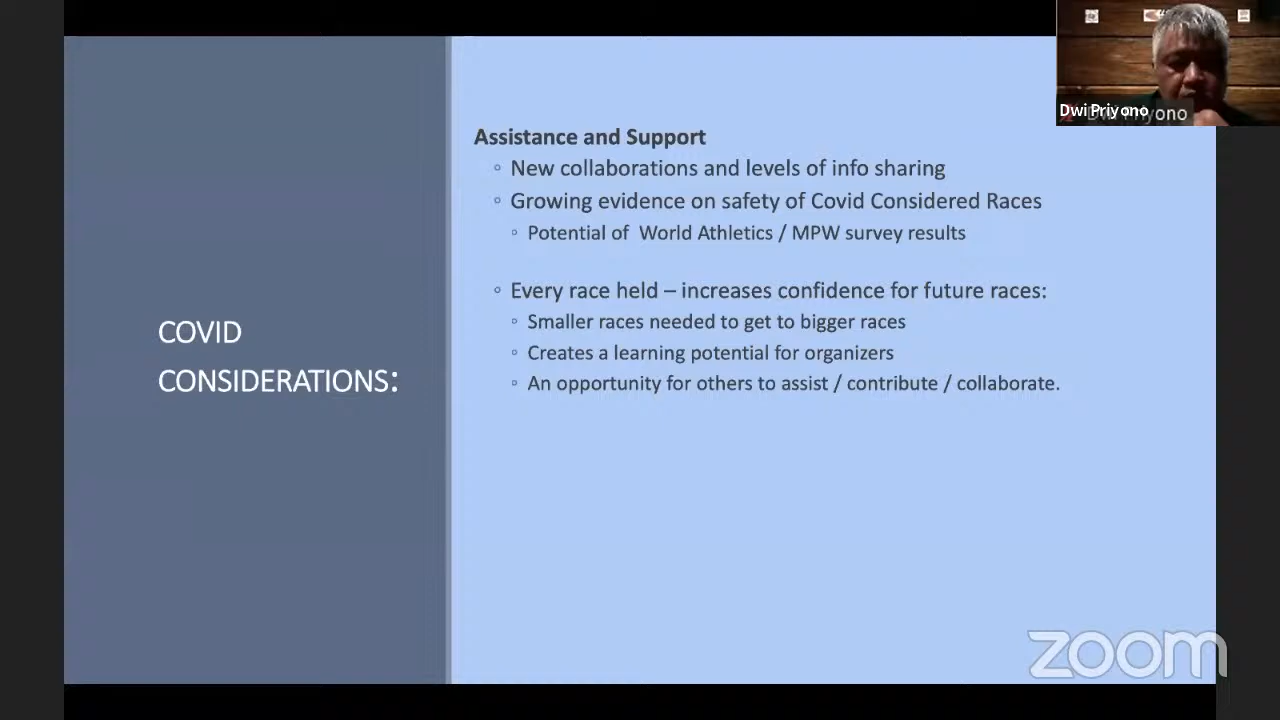 Assistance and Support
◦ New collaborations and levels of info sharing
◦ Growing evidence on safety of Covid Considered Races
◦ Potential of World Athletics / MPW survey results
◦ Every race held – increases confidence for future races:
◦ Smaller races needed to get to bigger races
◦ Creates a learning potential for organizers
◦ An opportunity for others to assist / contribute / collaborate.
COVID
CONSIDERATIONS:
Dwi Priyono
Dwi Priyono
zoom